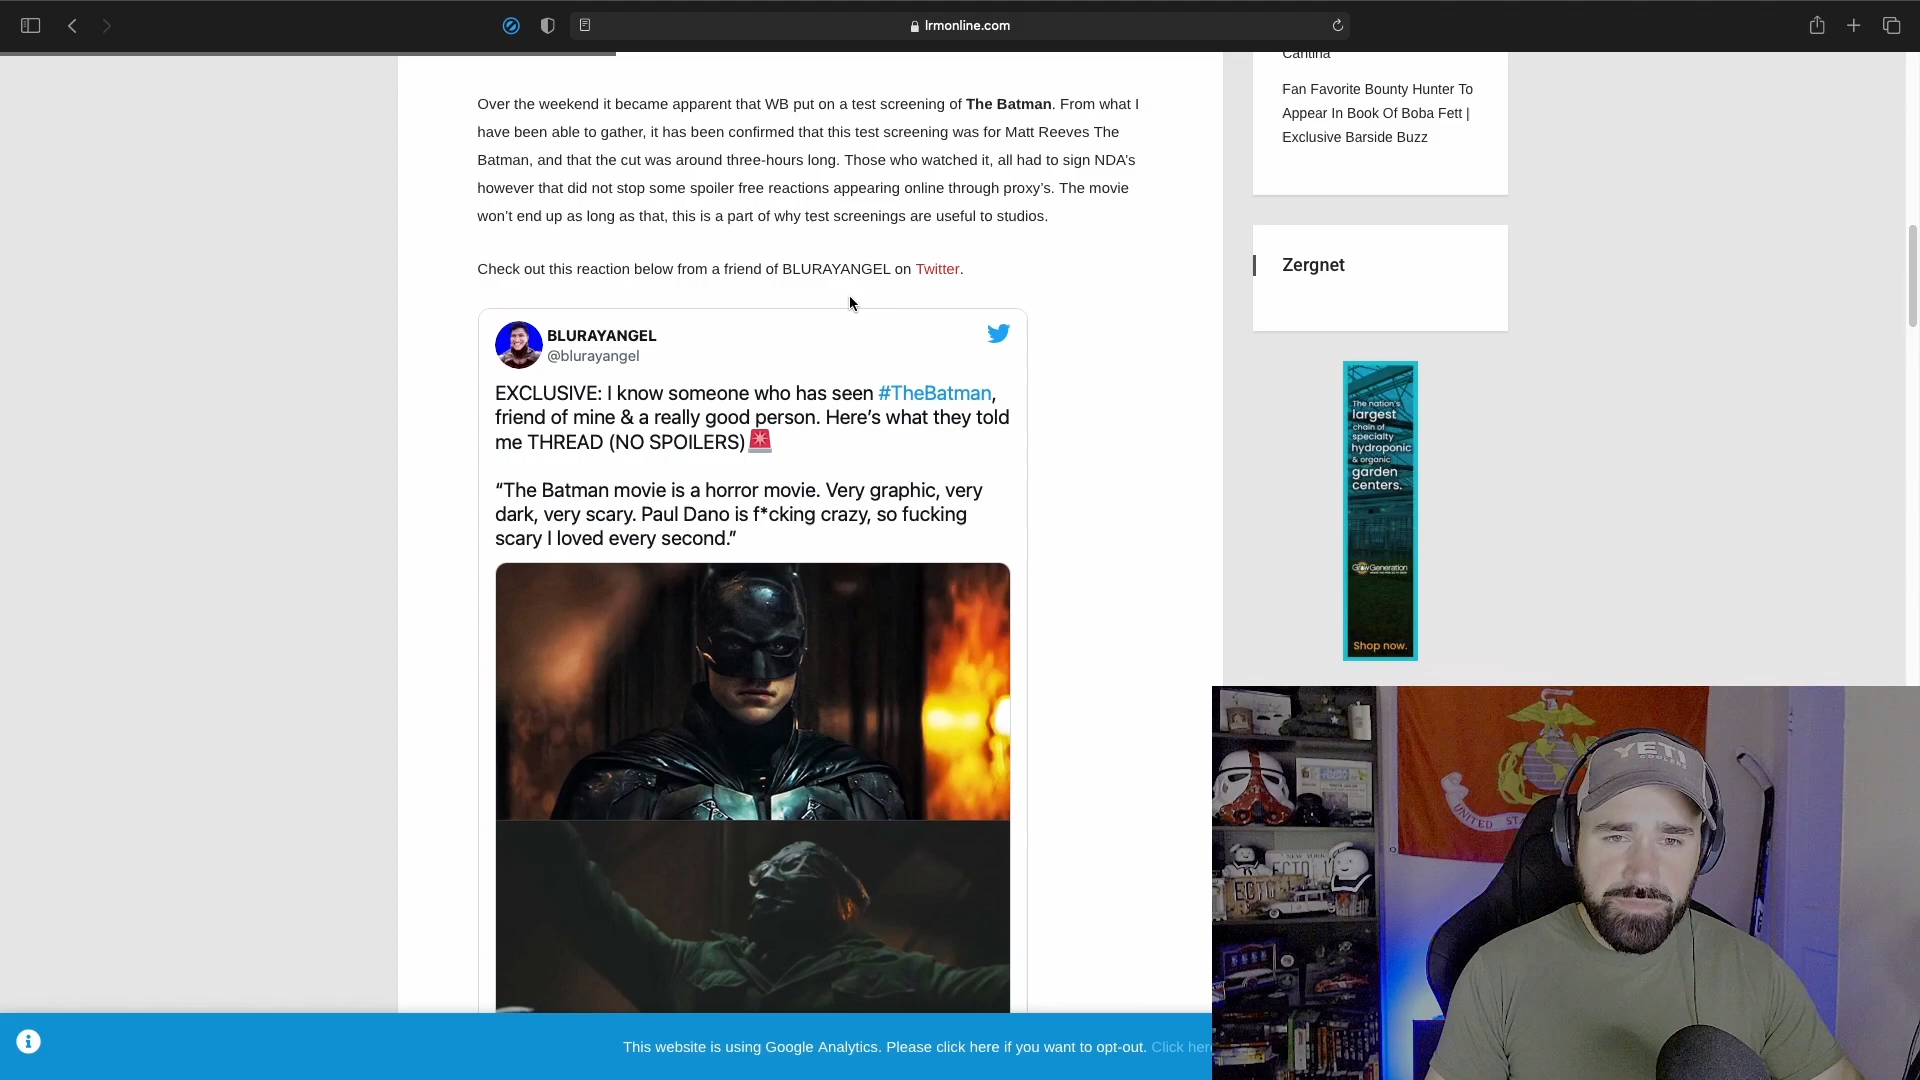 lrmonline.com
Over the weekend it became apparent that WB put on a test screening of The Batman. From what I
have been able to gather, it has been confirmed that this test screening was for Matt Reeves The
Batman, and that the cut was around three-hours long. Those who watched it, all had to sign NDA's
however that did not stop some spoiler free reactions appearing online through proxy's. The movie
won't end up as long as that, this is a part of why test screenings are useful to studios.
Check out this reaction below from a friend of BLURAYANGEL on Twitter.
BLURAYANGEL
@blurayangel
EXCLUSIVE: I know someone who has seen #TheBatman,
friend of mine & a really good person. Here's what they told
me THREAD (NO SPOILERS)🚨
“The Batman movie is a horror movie. Very graphic, very
dark, very scary. Paul Dano is f*cking crazy, so fucking
scary I loved every second.”
Cantina
Fan Favorite Bounty Hunter To
Appear In Book Of Boba Fett |
Exclusive Barside Buzz
Zergnet
The nation's
largest
chain of
specialty
hydroponic
& organic
garden
centers.
GrowGeneration
Shop now.
YETI
COOLERS
UNITED STA
NEW YORK
ECTO
ECTO
This website is using Google Analytics. Please click here if you want to opt-out. Click her